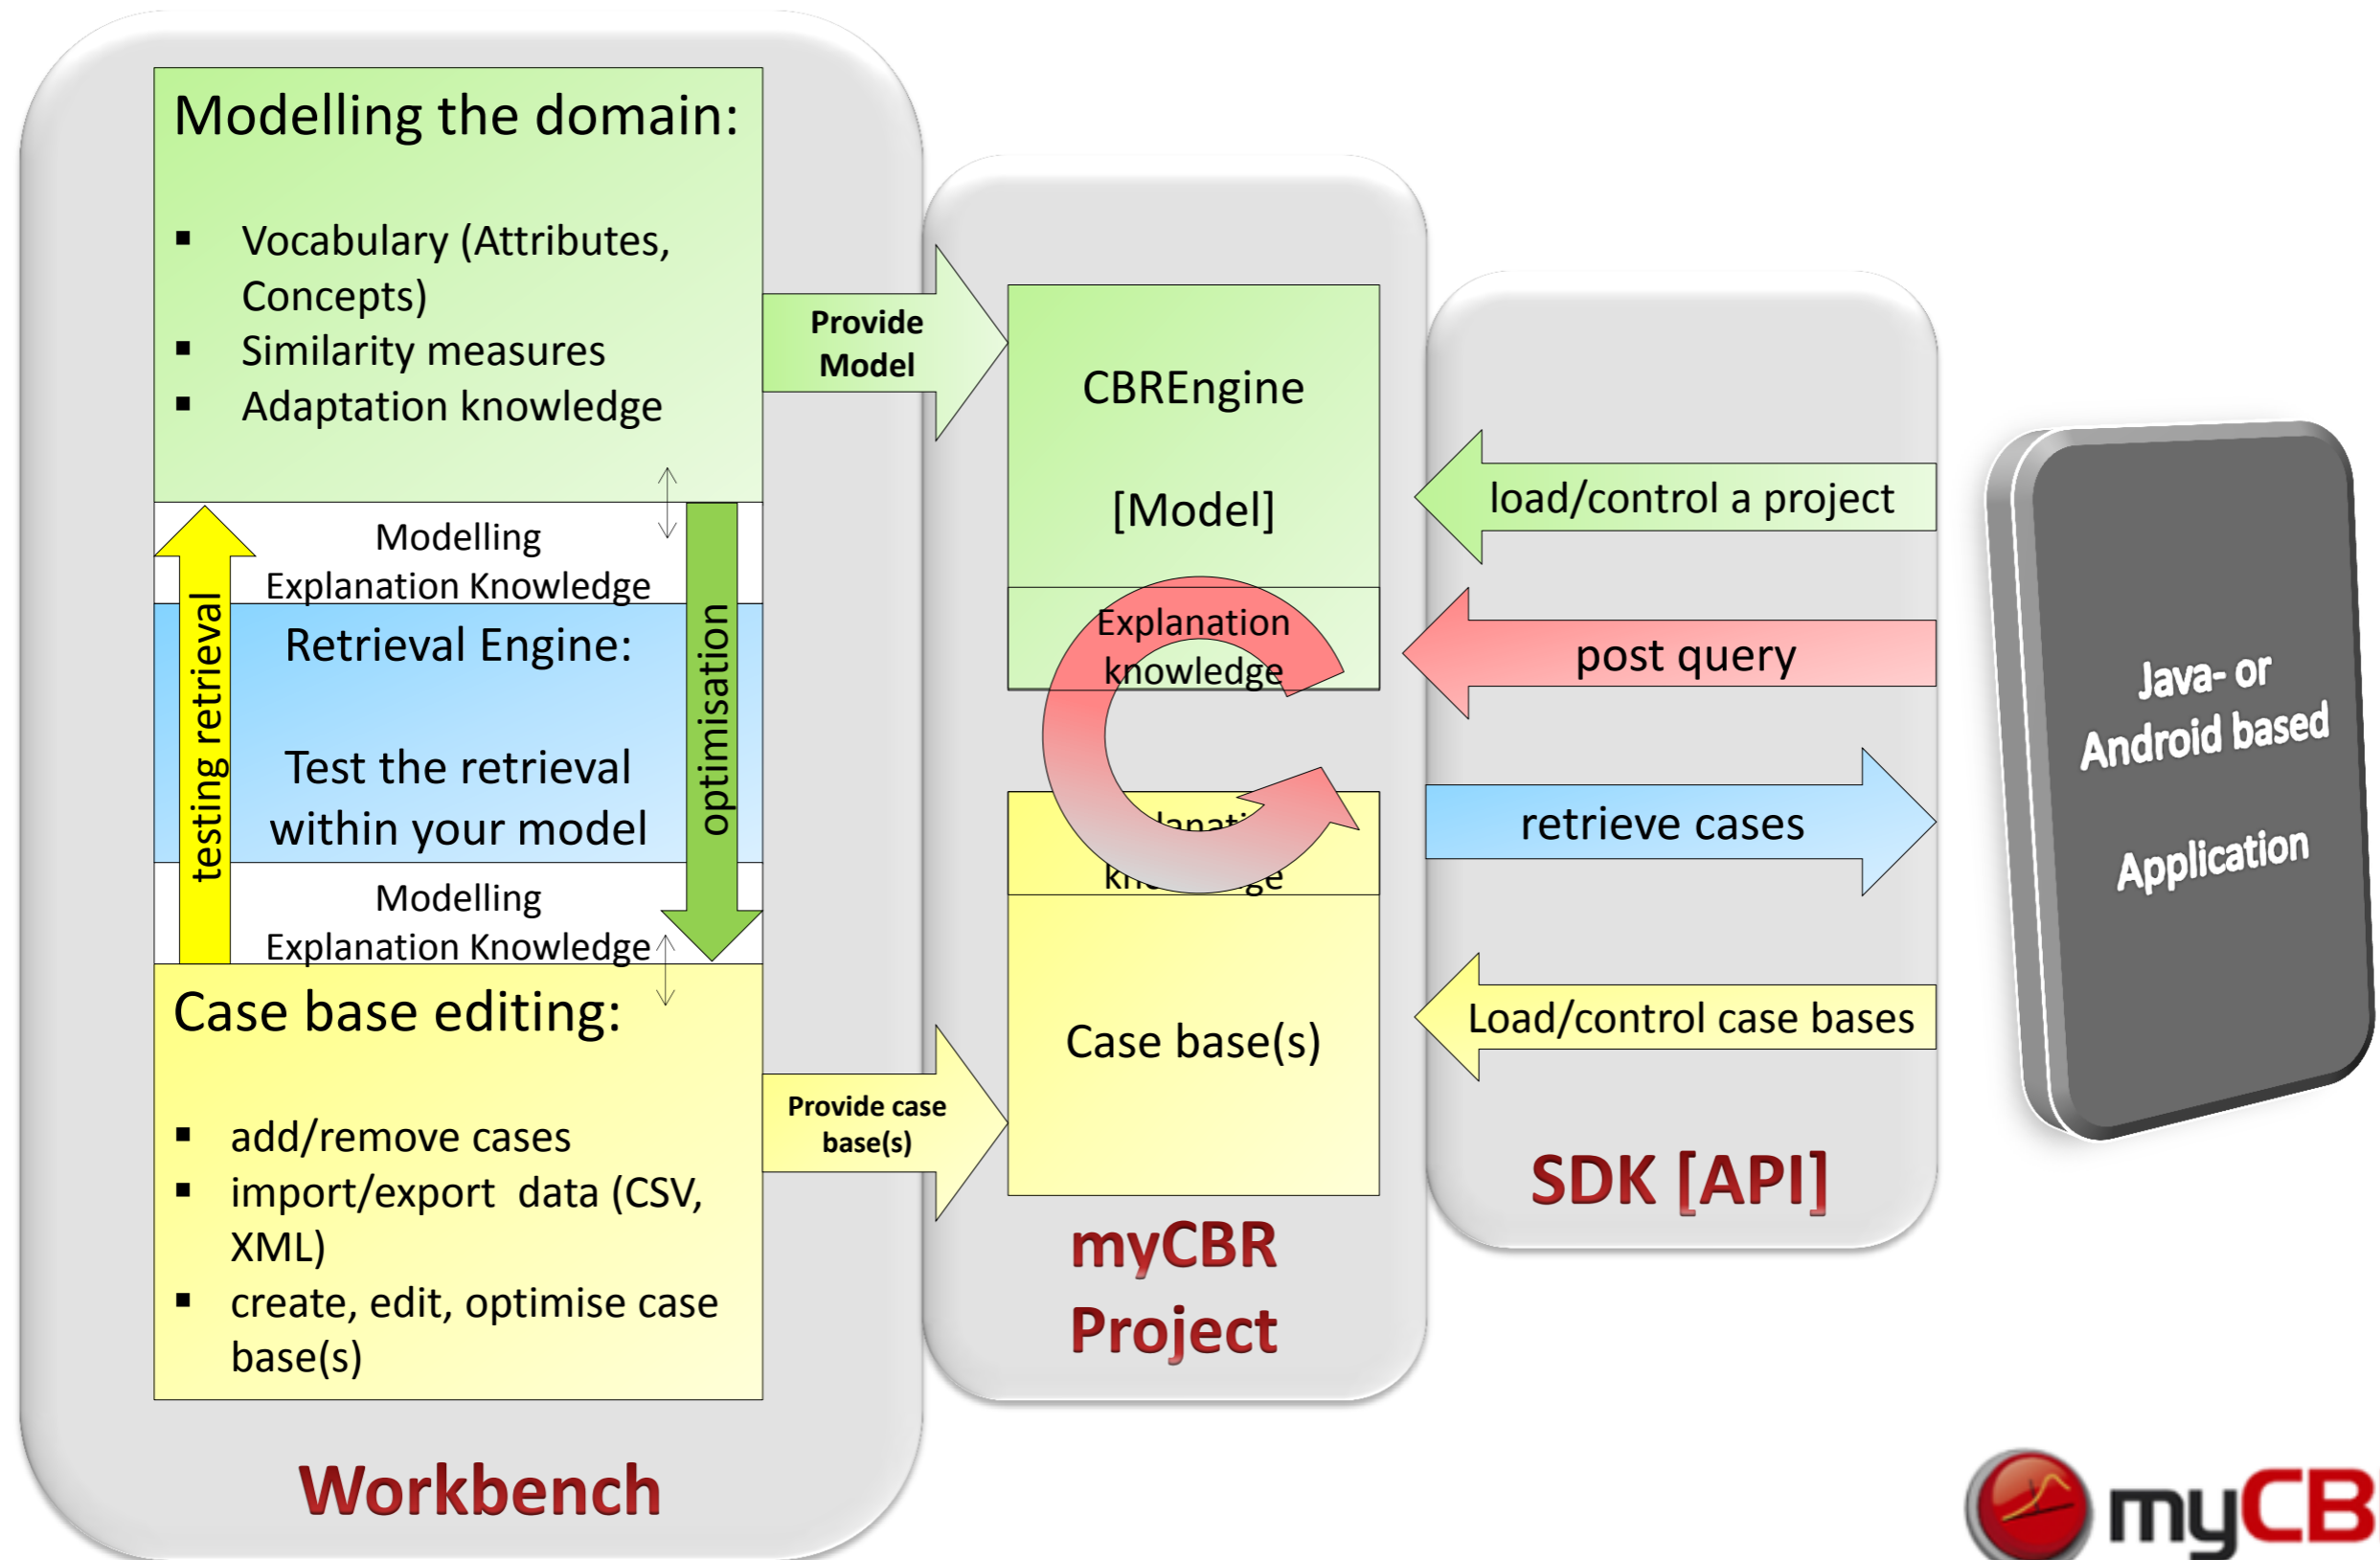 Modelling the domain:
▪ Vocabulary (Attributes,
Concepts)
▪ Similarity measures
▪ Adaptation knowledge
Modelling
Explanation Knowledge
testing retrieval
optimisation
Retrieval Engine:
Test the retrieval
within your model
Modelling
Explanation Knowledge
Case base editing:
▪ add/remove cases
▪ import/export data (CSV,
XML)
▪ create, edit, optimise case
base(s)
Workbench
Provide
Model
Provide case
base(s)
CBREngine
[Model]
Explanation
knowledge
Case base(s)
myCBR
Project
load/control a project
post query
retrieve cases
Load/control case bases
SDK [API]
Java- or
Android based
Application
myCB